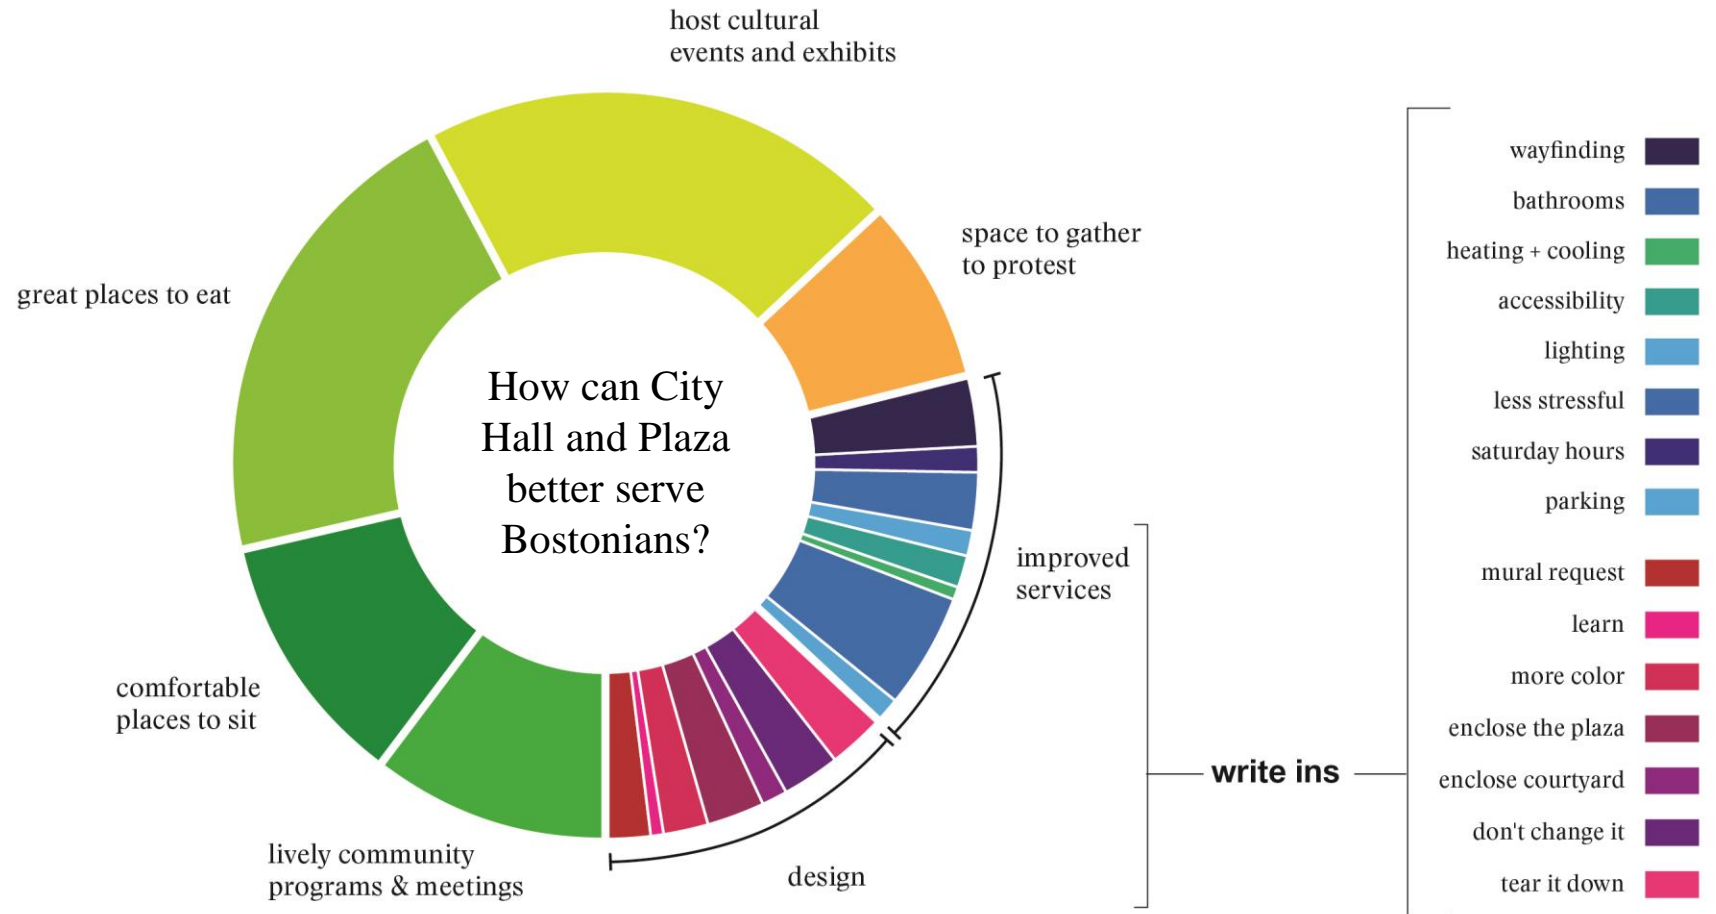 host cultural
events and exhibits
space to gather
to protest
great places to eat
How can City
Hall and Plaza
better serve
Bostonians?
improved
services
comfortable
places to sit
lively community
programs & meetings
design
write ins
wayfinding
bathrooms
heating + cooling
accessibility
lighting
less stressful
saturday hours
parking
mural request
learn
more color
enclose the plaza
enclose courtyard
don't change it
tear it down